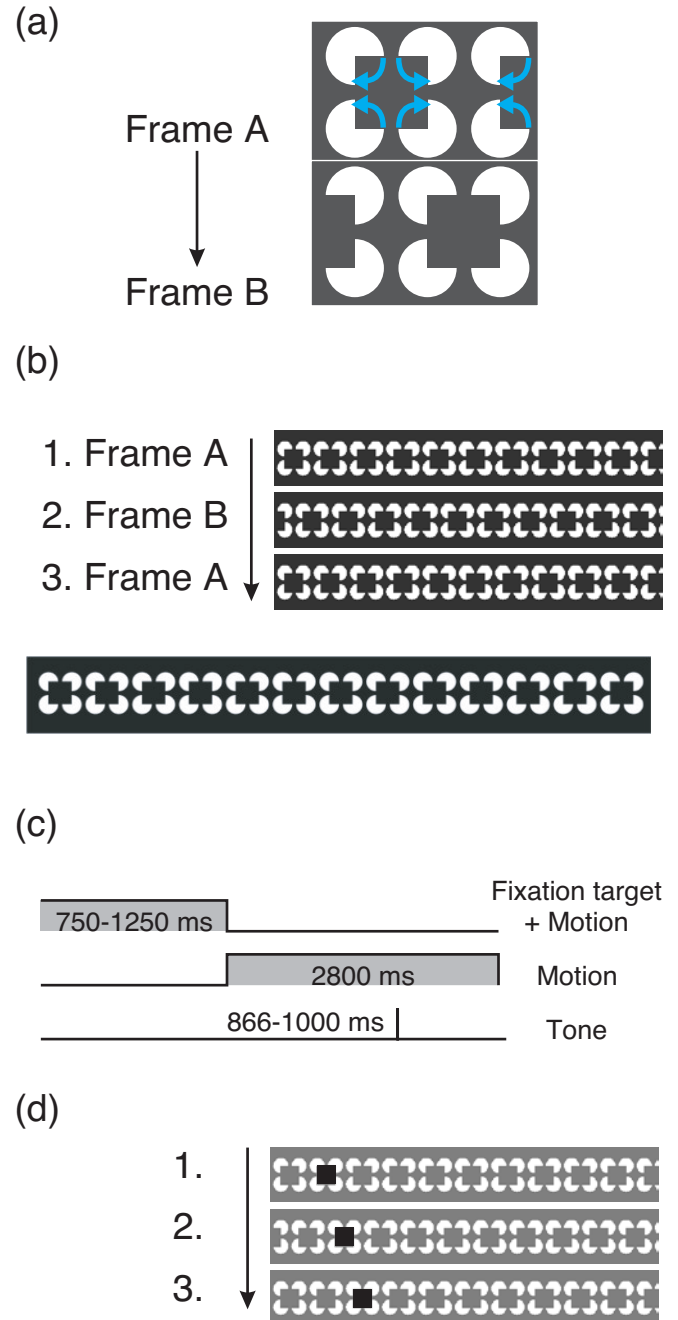 (a)
Frame A
Frame B
(b)
1. Frame A
2. Frame B
3. Frame A
(c)
750-1250 ms
Fixation target
+ Motion
2800 ms
Motion
866-1000 ms
Tone
(d)
1.
2.
3.